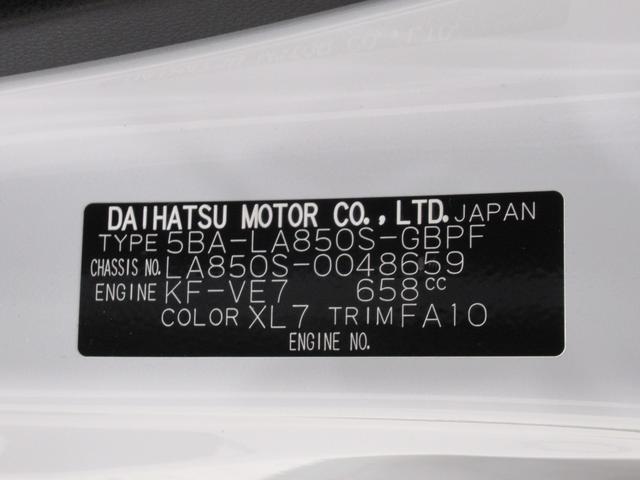 DAIHATSU MOTOR CO., LTD. JAPAN
TYPE 5BA-LA850S-GBPF
CHASSIS NO. LA850S-0048659
ENGINE KF-VE7 658cc
COLOR XL7 TRIM FA10
ENGINE NO.